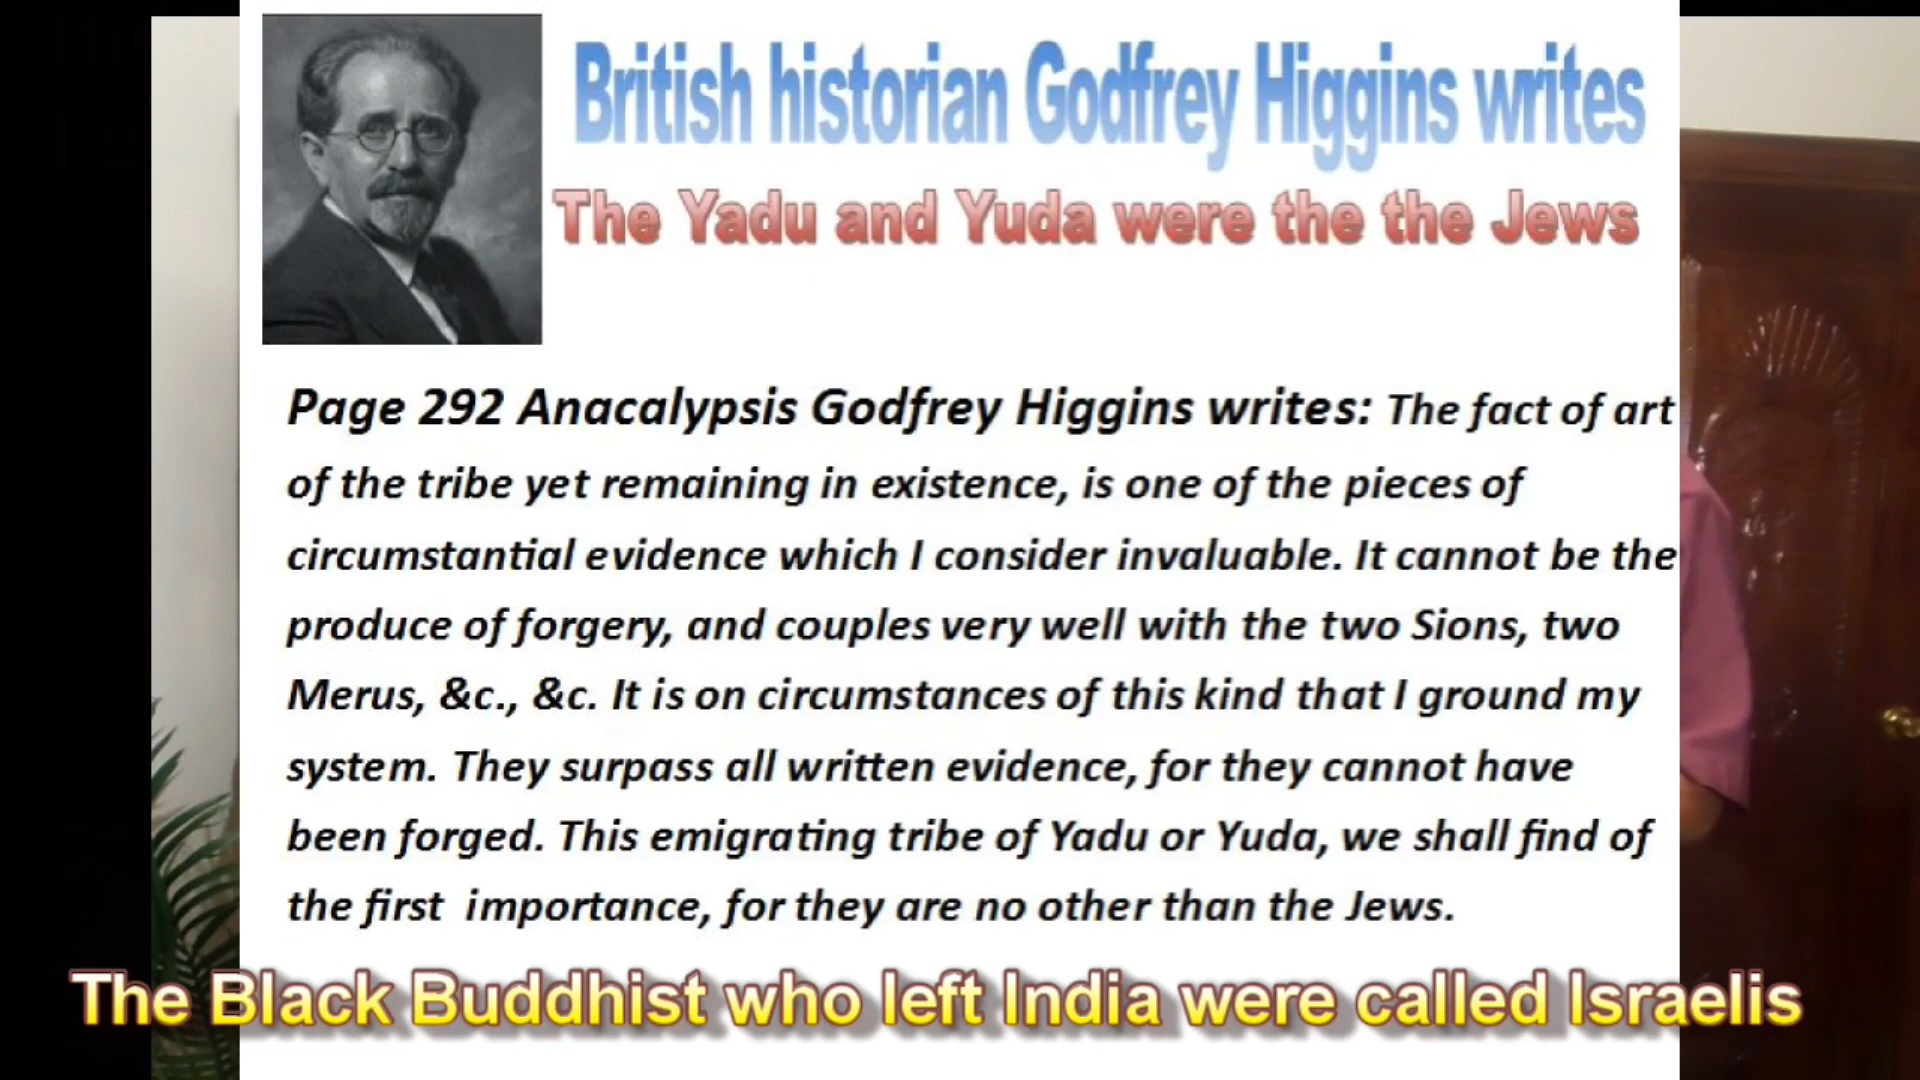 British historian Godfrey Higgins writes
The Yadu and Yuda were the the Jews
Page 292 Anacalypsis Godfrey Higgins writes: The fact of art
of the tribe yet remaining in existence, is one of the pieces of
circumstantial evidence which I consider invaluable. It cannot be the
produce of forgery, and couples very well with the two Sions, two
Merus, &c., &c. It is on circumstances of this kind that I ground my
system. They surpass all written evidence, for they cannot have
been forged. This emigrating tribe of Yadu or Yuda, we shall find of
the first importance, for they are no other than the Jews.
The Black Buddhist who left India were called Israelis